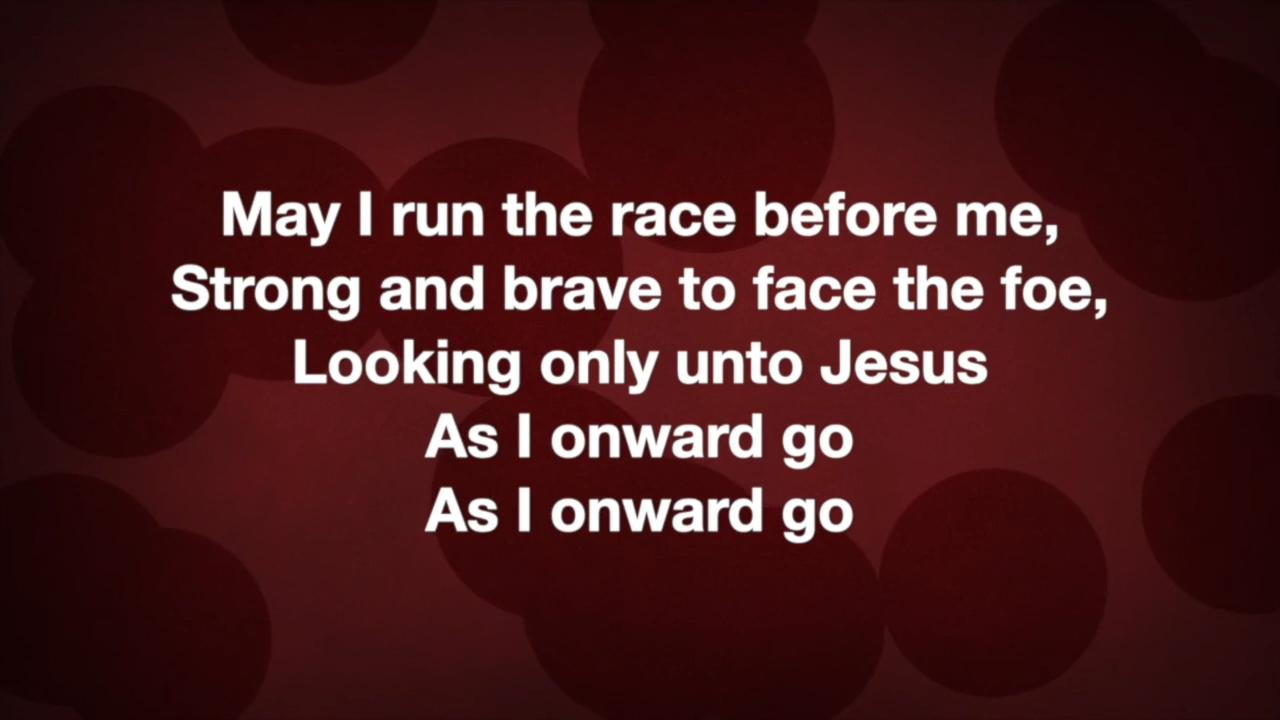 May I run the race before me,
Strong and brave to face the foe,
Looking only unto Jesus
As I onward go
As I onward go